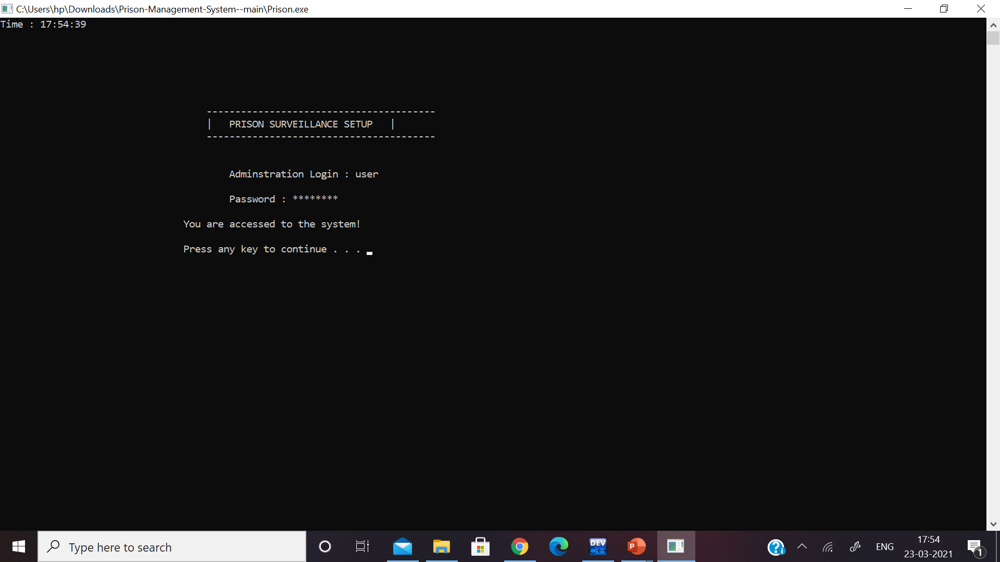 C:\Users\hp\Downloads\Prison-Management-System--main\Prison.exe
Time : 17:54:39
----------------------------------------
|   PRISON SURVEILLANCE SETUP   |
----------------------------------------
Adminstration Login : user
Password : ********
You are accessed to the system!
Press any key to continue . . .
Type here to search
DEV
C++
P
ENG
17:54
23-03-2021
1